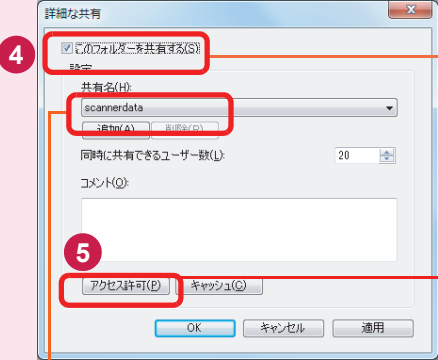 詳細な共有
4
このフォルダーを共有する(S)
設定
共有名(H):
scannerdata
追加(A) 削除(R)
同時に共有できるユーザー数(L): 20
コメント(O):
5
アクセス許可(P) キャッシュ(C)
OK キャンセル 適用